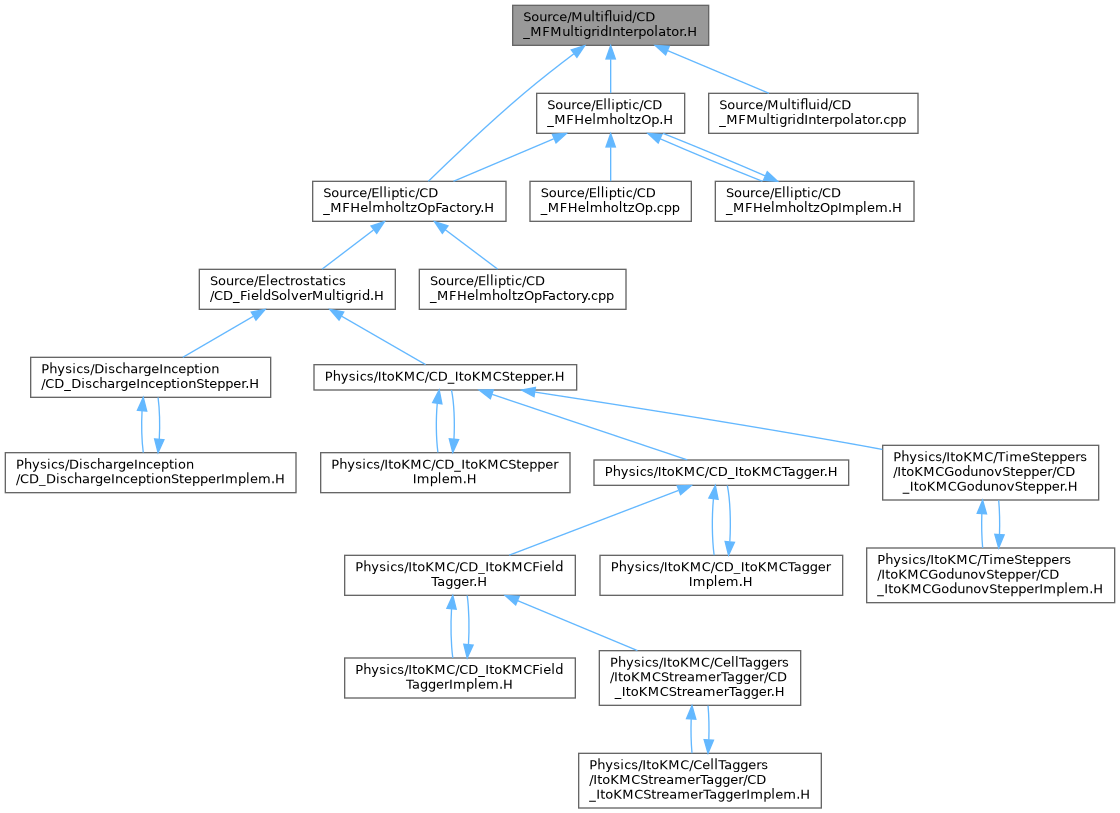 Source/Multifluid/CD
_MFMultigridInterpolator.H
Source/Elliptic/CD
_MFHelmholtzOp.H
Source/Multifluid/CD
_MFMultigridInterpolator.cpp
Source/Elliptic/CD
_MFHelmholtzOpFactory.H
Source/Elliptic/CD
_MFHelmholtzOp.cpp
Source/Elliptic/CD
_MFHelmholtzOpImplem.H
Source/Electrostatics
/CD_FieldSolverMultigrid.H
Source/Elliptic/CD
_MFHelmholtzOpFactory.cpp
Physics/DischargeInception
/CD_DischargeInceptionStepper.H
Physics/ItoKMC/CD_ItoKMCStepper.H
Physics/DischargeInception
/CD_DischargeInceptionStepperImplem.H
Physics/ItoKMC/CD_ItoKMCStepper
Implem.H
Physics/ItoKMC/CD_ItoKMCTagger.H
Physics/ItoKMC/TimeSteppers
/ItoKMCGodunovStepper/CD
_ItoKMCGodunovStepper.H
Physics/ItoKMC/CD_ItoKMCField
Tagger.H
Physics/ItoKMC/CD_ItoKMCTagger
Implem.H
Physics/ItoKMC/TimeSteppers
/ItoKMCGodunovStepper/CD
_ItoKMCGodunovStepperImplem.H
Physics/ItoKMC/CD_ItoKMCField
TaggerImplem.H
Physics/ItoKMC/CellTaggers
/ItoKMCStreamerTagger/CD
_ItoKMCStreamerTagger.H
Physics/ItoKMC/CellTaggers
/ItoKMCStreamerTagger/CD
_ItoKMCStreamerTaggerImplem.H